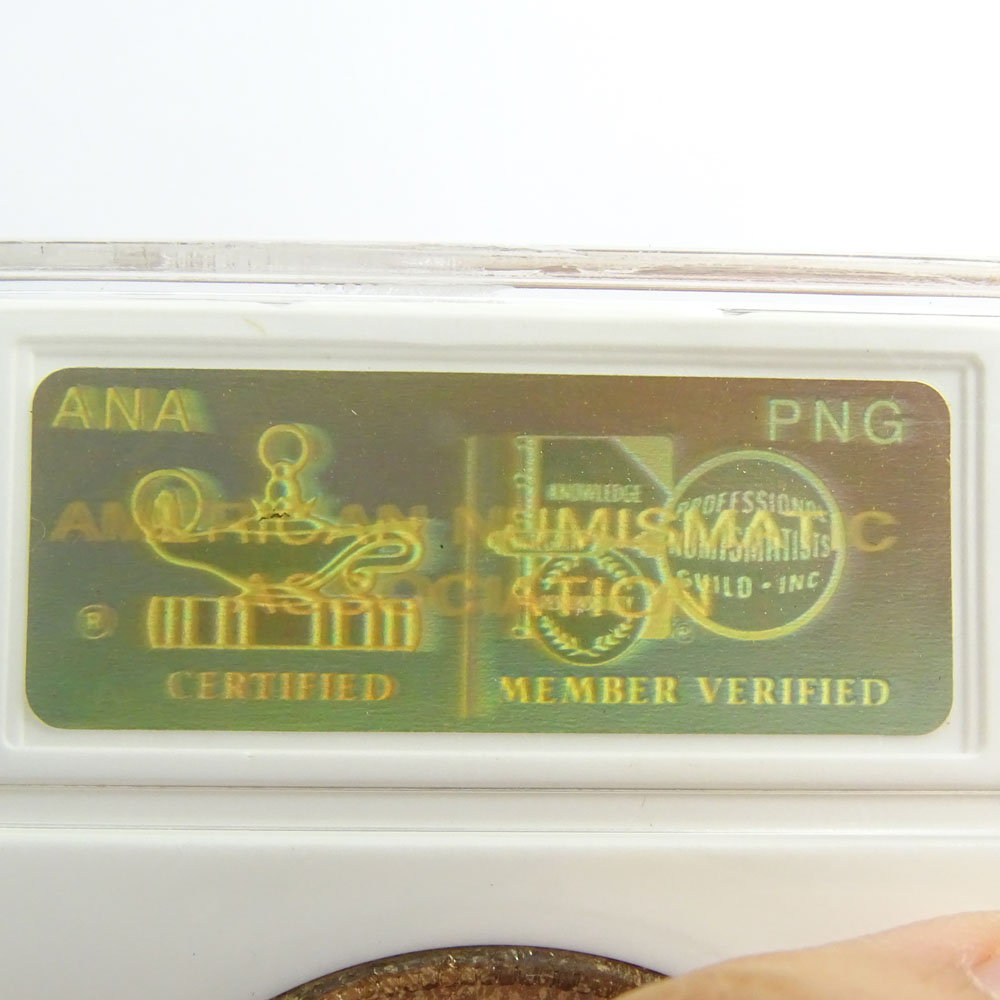 ANA
PNG
AMERICAN NUMISMATIC
ASSOCIATION
KNOWLEDGE
PROFESSIONAL
NUMISMATISTS
GUILD - INC
®
CERTIFIED
MEMBER VERIFIED